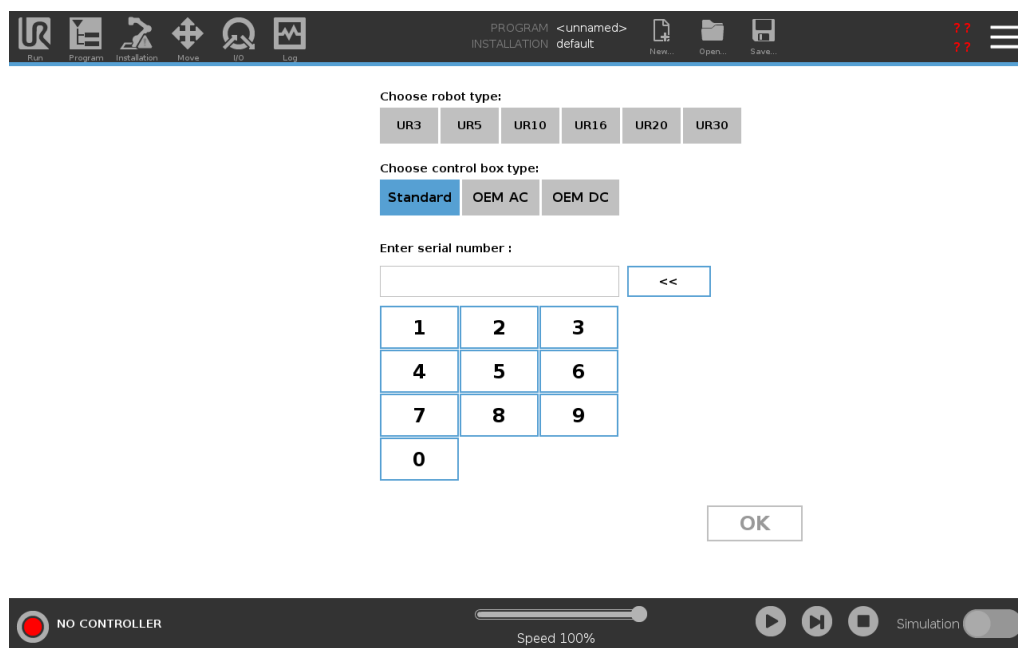 PROGRAM <unnamed>
INSTALLATION default
? ?
? ?
Run Program Installation Move I/O Log New... Open... Save...
Choose robot type:
UR3 UR5 UR10 UR16 UR20 UR30
Choose control box type:
Standard OEM AC OEM DC
Enter serial number :
<<
1 2 3
4 5 6
7 8 9
0
OK
NO CONTROLLER
Speed 100%
Simulation